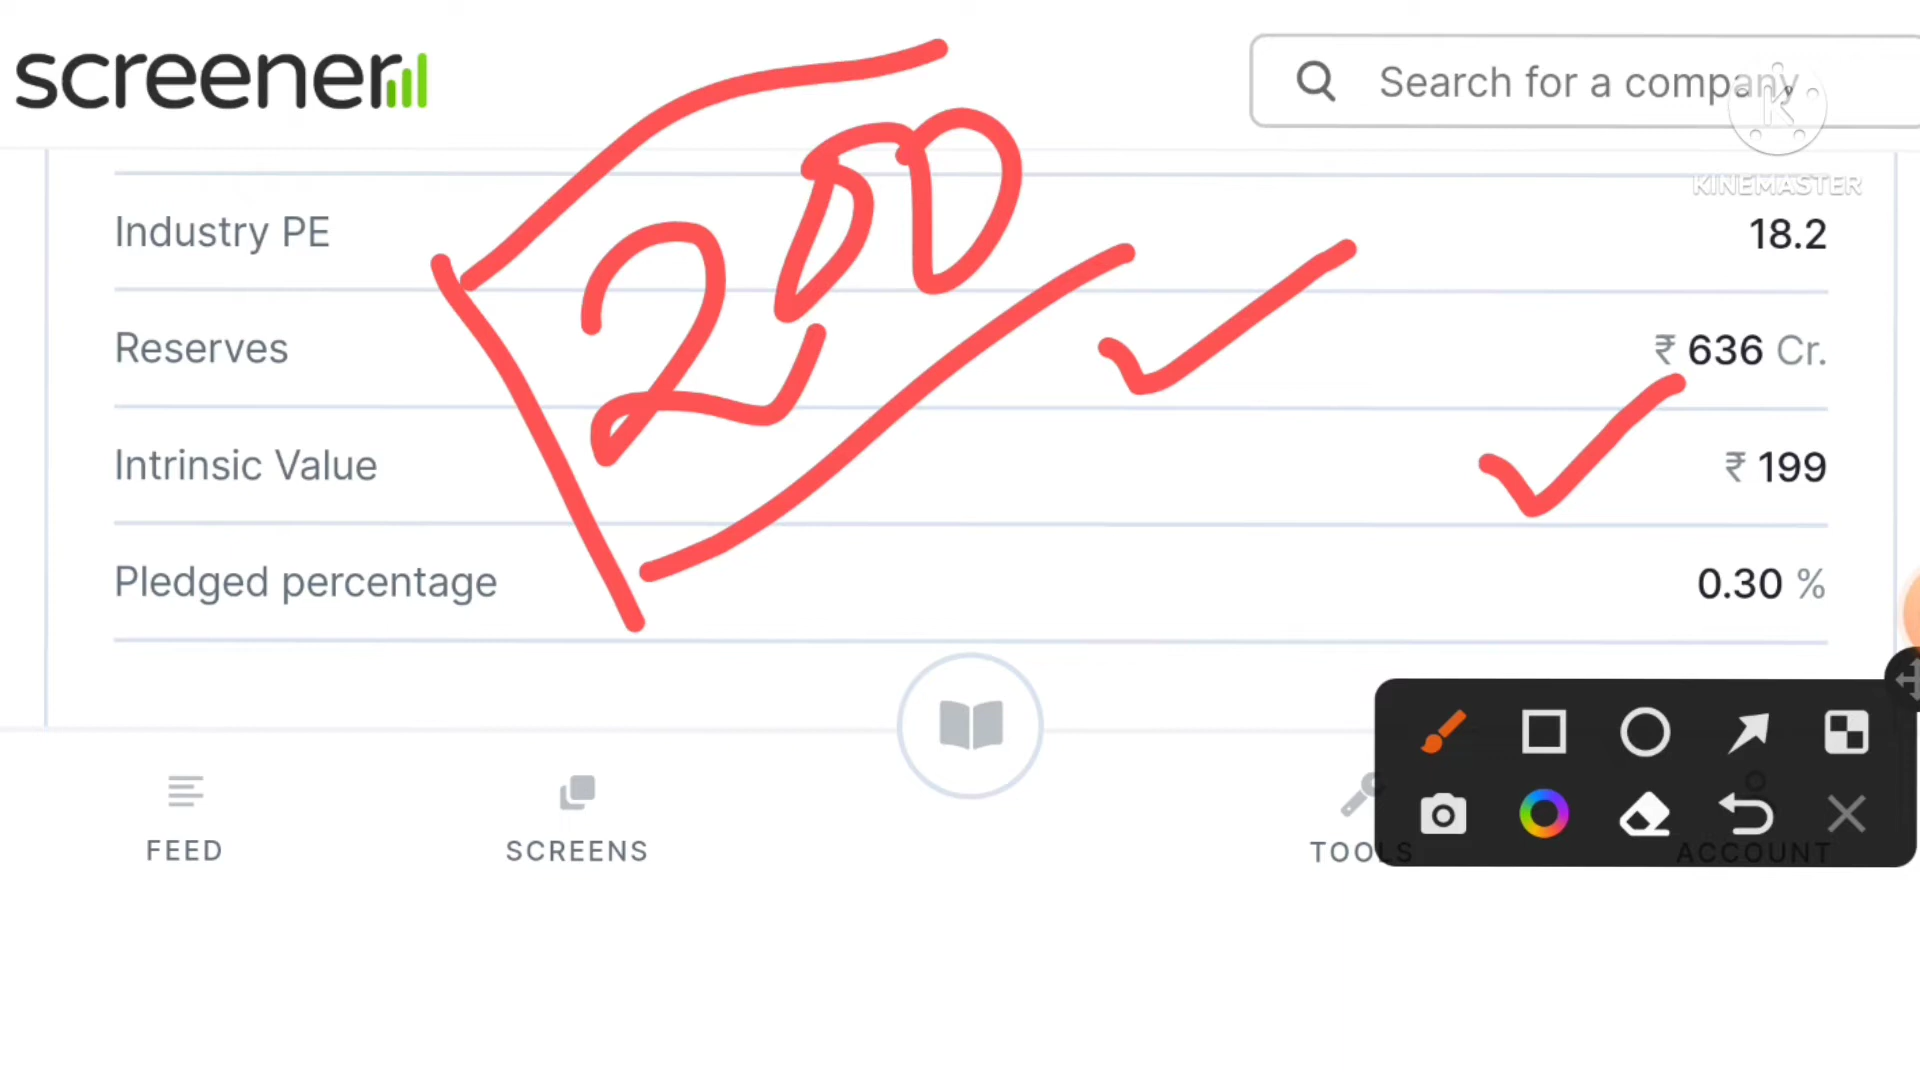 screener
Search for a company
KINEMASTER
200
Industry PE 18.2
Reserves ₹ 636 Cr.
Intrinsic Value ₹ 199
Pledged percentage 0.30 %
FEED SCREENS TOOLS ACCOUNT